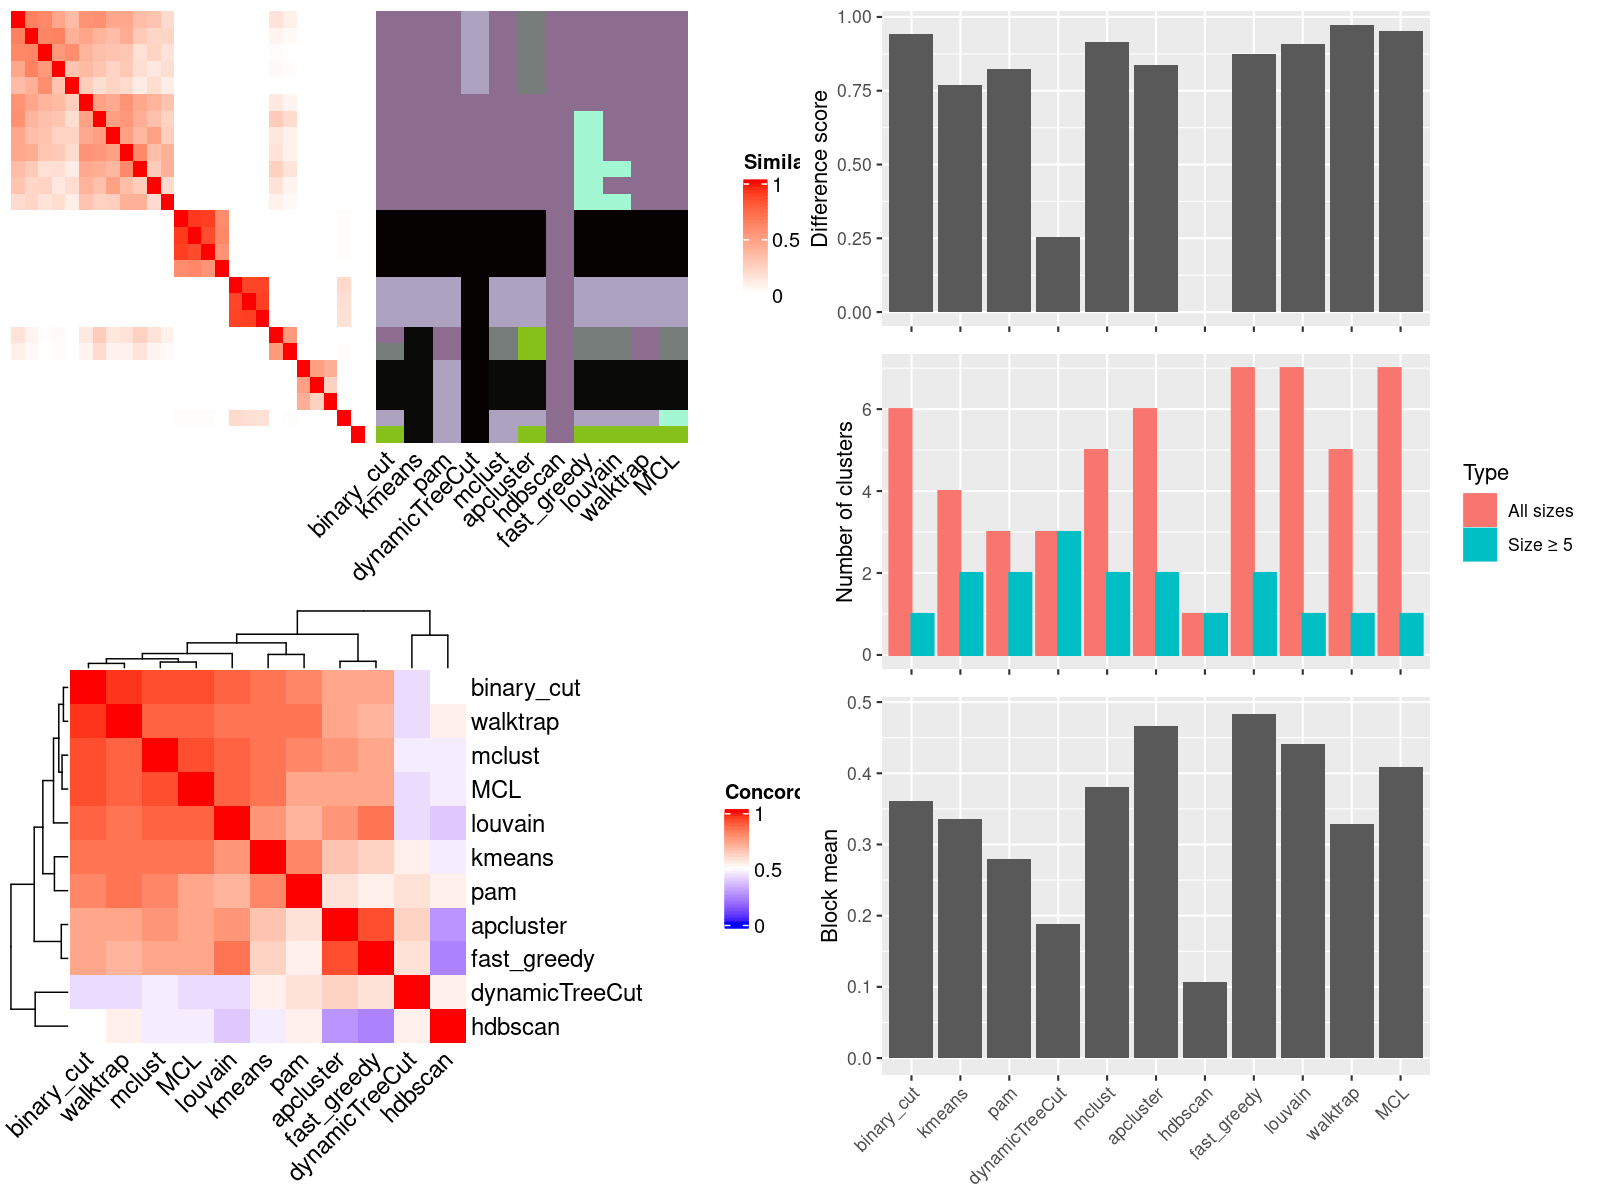 Simila
1
0.5
0
binary_cut
kmeans
pam
dynamicTreeCut
mclust
apcluster
hdbscan
fast_greedy
louvain
walktrap
MCL
binary_cut
walktrap
mclust
MCL
louvain
kmeans
pam
apcluster
fast_greedy
dynamicTreeCut
hdbscan
binary_cut
walktrap
mclust
MCL
louvain
kmeans
pam
apcluster
fast_greedy
dynamicTreeCut
hdbscan
Concord
1
0.5
0
Difference score
1.00
0.75
0.50
0.25
0.00
Number of clusters
6
4
2
0
Type
All sizes
Size ≥ 5
Block mean
0.5
0.4
0.3
0.2
0.1
0.0
binary_cut
kmeans
pam
dynamicTreeCut
mclust
apcluster
hdbscan
fast_greedy
louvain
walktrap
MCL